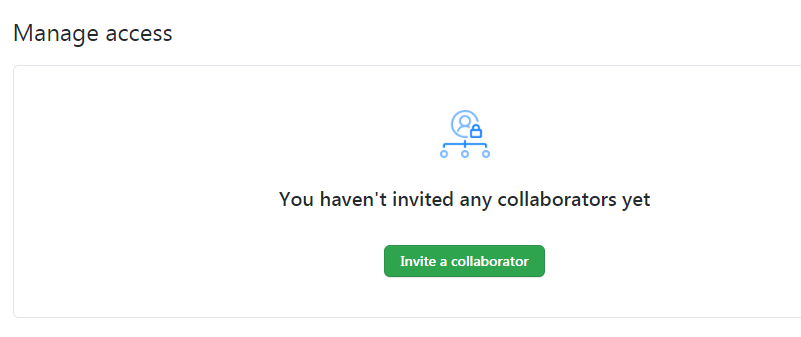 Manage access
You haven't invited any collaborators yet
Invite a collaborator